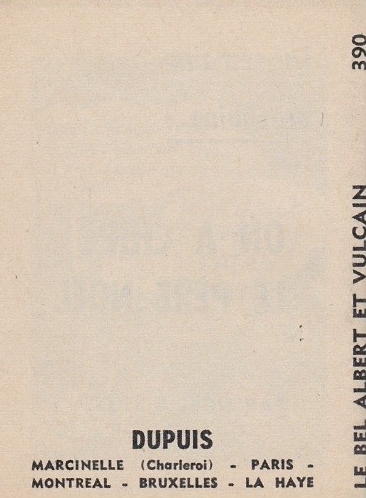 DUPUIS
MARCINELLE (Charleroi) - PARIS -
MONTREAL - BRUXELLES - LA HAYE
LE BEL ALBERT ET VULCAIN
390